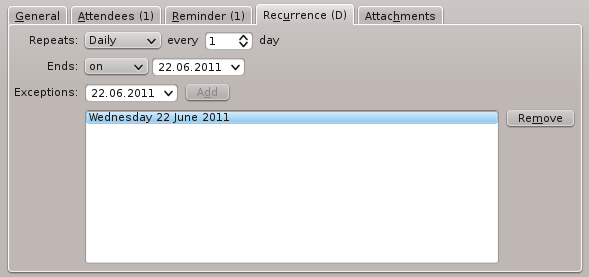 General Attendees (1) Reminder (1) Recurrence (D) Attachments
Repeats: Daily every 1 day
Ends: on 22.06.2011
Exceptions: 22.06.2011 Add
Wednesday 22 June 2011 Remove